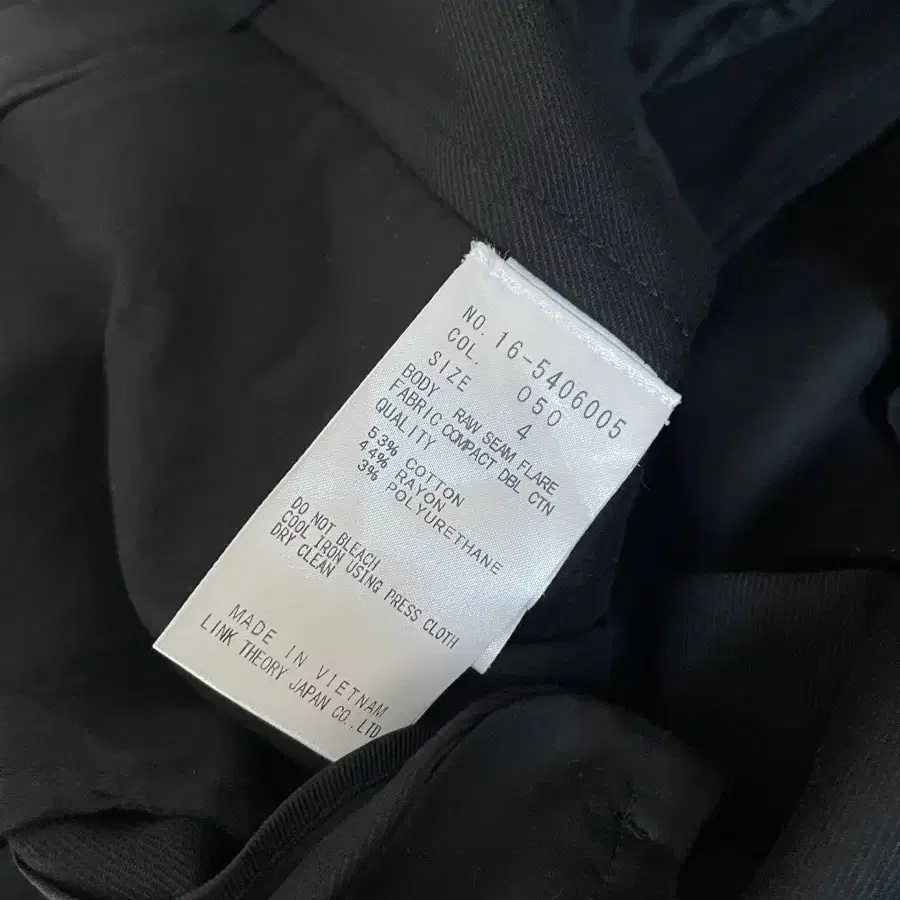 NO. 16-5406005
COL. 050
SIZE 4
BODY RAW SEAM FLARE
FABRIC COMPACT DBL CTN
QUALITY
53% COTTON
44% RAYON
3% POLYURETHANE
DO NOT BLEACH
COOL IRON USING PRESS CLOTH
DRY CLEAN
MADE IN VIETNAM
LINK THEORY JAPAN CO.,LTD